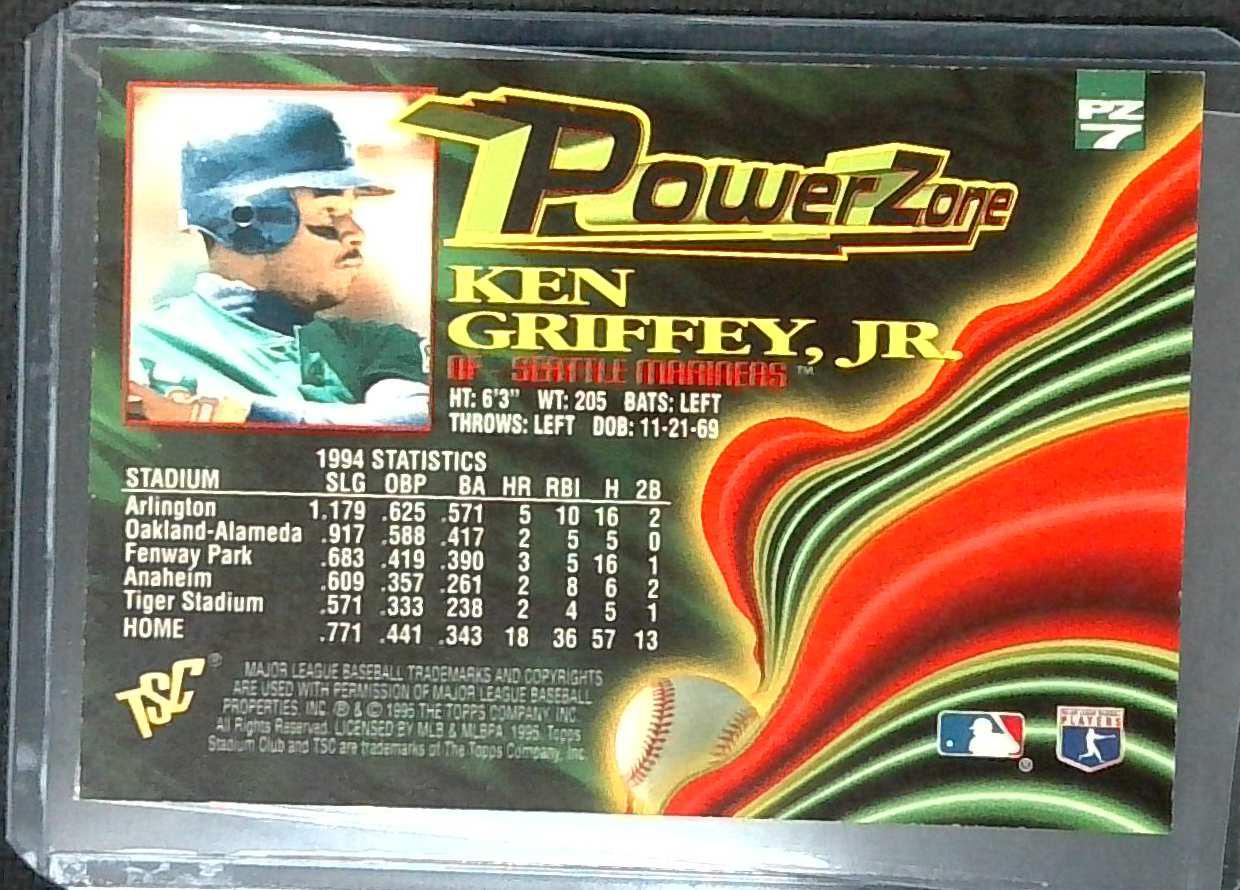 PZ
7
PowerZone
KEN
GRIFFEY, JR.
OF SEATTLE MARINERS™
HT: 6'3" WT: 205 BATS: LEFT
THROWS: LEFT DOB: 11-21-69
1994 STATISTICS
STADIUM SLG OBP BA HR RBI H 2B
Arlington 1.179 .625 .571 5 10 16 2
Oakland-Alameda .917 .588 .417 2 5 5 0
Fenway Park .683 .419 .390 3 5 16 1
Anaheim .609 .357 .261 2 8 6 2
Tiger Stadium .571 .333 238 2 4 5 1
HOME .771 .441 .343 18 36 57 13
TSC®
MAJOR LEAGUE BASEBALL TRADEMARKS AND COPYRIGHTS
ARE USED WITH PERMISSION OF MAJOR LEAGUE BASEBALL
PROPERTIES, INC. ® & © 1995 THE TOPPS COMPANY, INC.
All Rights Reserved. LICENSED BY MLB & MLBPA. 1995. Topps
Stadium Club and TSC are trademarks of The Topps Company, Inc.
MAJOR LEAGUE BASEBALL
PLAYERS